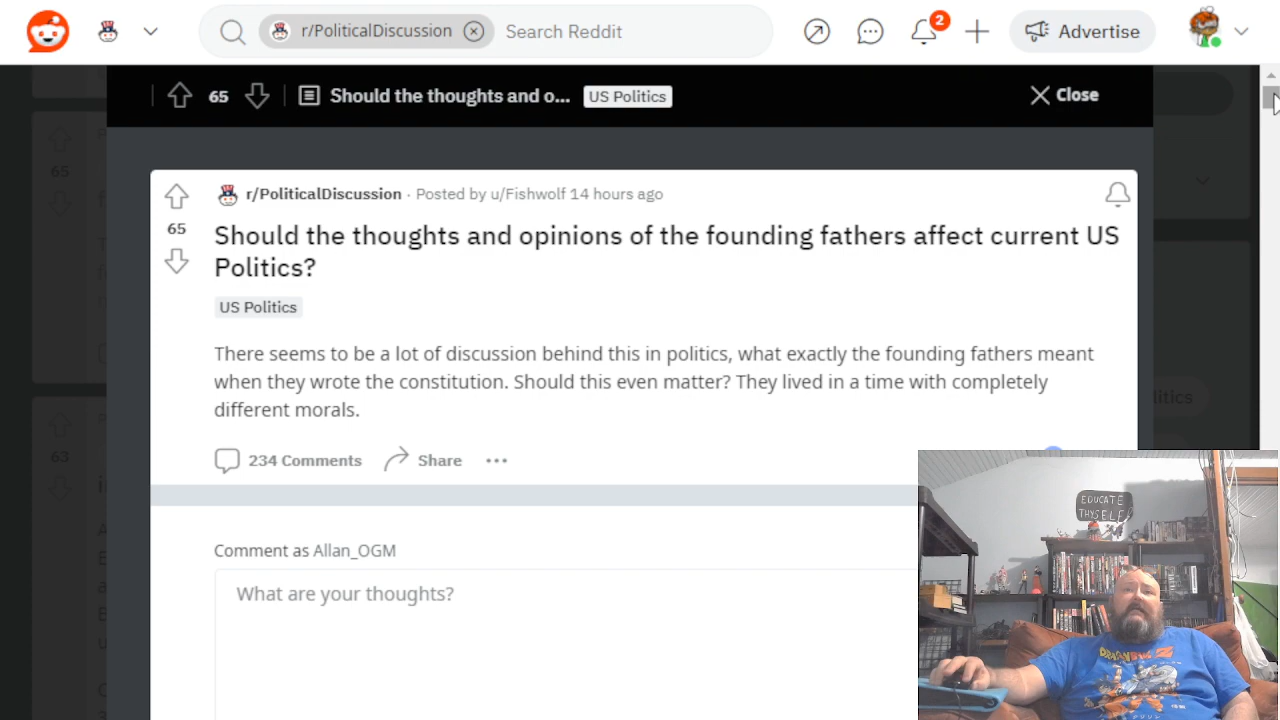 r/PoliticalDiscussion
Search Reddit
2
Advertise
65
Should the thoughts and o...
US Politics
Close
r/PoliticalDiscussion · Posted by u/Fishwolf 14 hours ago
65
Should the thoughts and opinions of the founding fathers affect current US
Politics?
US Politics
There seems to be a lot of discussion behind this in politics, what exactly the founding fathers meant
when they wrote the constitution. Should this even matter? They lived in a time with completely
different morals.
234 Comments
Share
Comment as Allan_OGM
What are your thoughts?
65
63
litics
EDUCATE
THYSELF